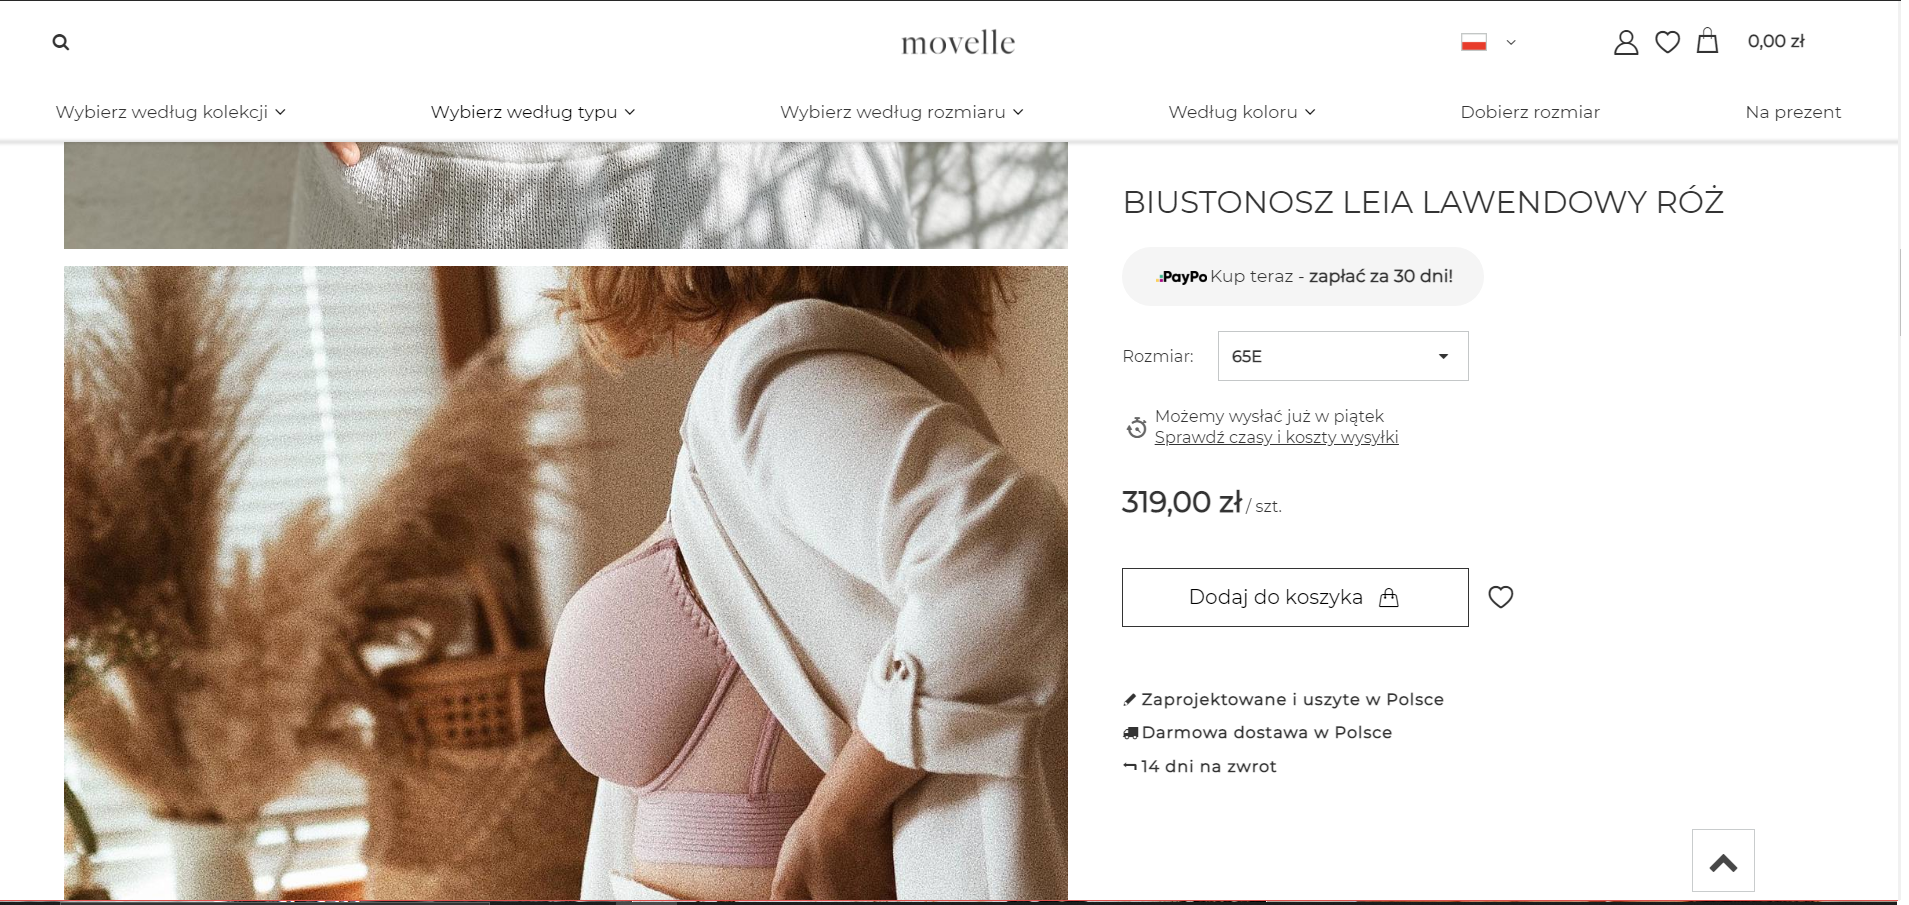 movelle
0,00 zł
Wybierz według kolekcji
Wybierz według typu
Wybierz według rozmiaru
Według koloru
Dobierz rozmiar
Na prezent
BIUSTONOSZ LEIA LAWENDOWY RÓŻ
PayPo Kup teraz - zapłać za 30 dni!
Rozmiar: 65E
Możemy wysłać już w piątek
Sprawdź czasy i koszty wysyłki
319,00 zł / szt.
Dodaj do koszyka
Zaprojektowane i uszyte w Polsce
Darmowa dostawa w Polsce
14 dni na zwrot